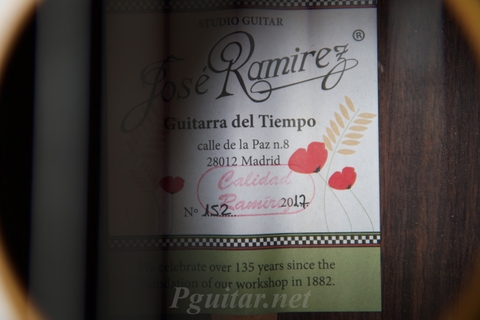 STUDIO GUITAR
José Ramirez ®
Guitarra del Tiempo
calle de la Paz n.8
28012 Madrid
Calidad
Ramírez
Nº 152 2017
celebrate over 135 years since the
of our workshop in 1882.
Pguitar.net